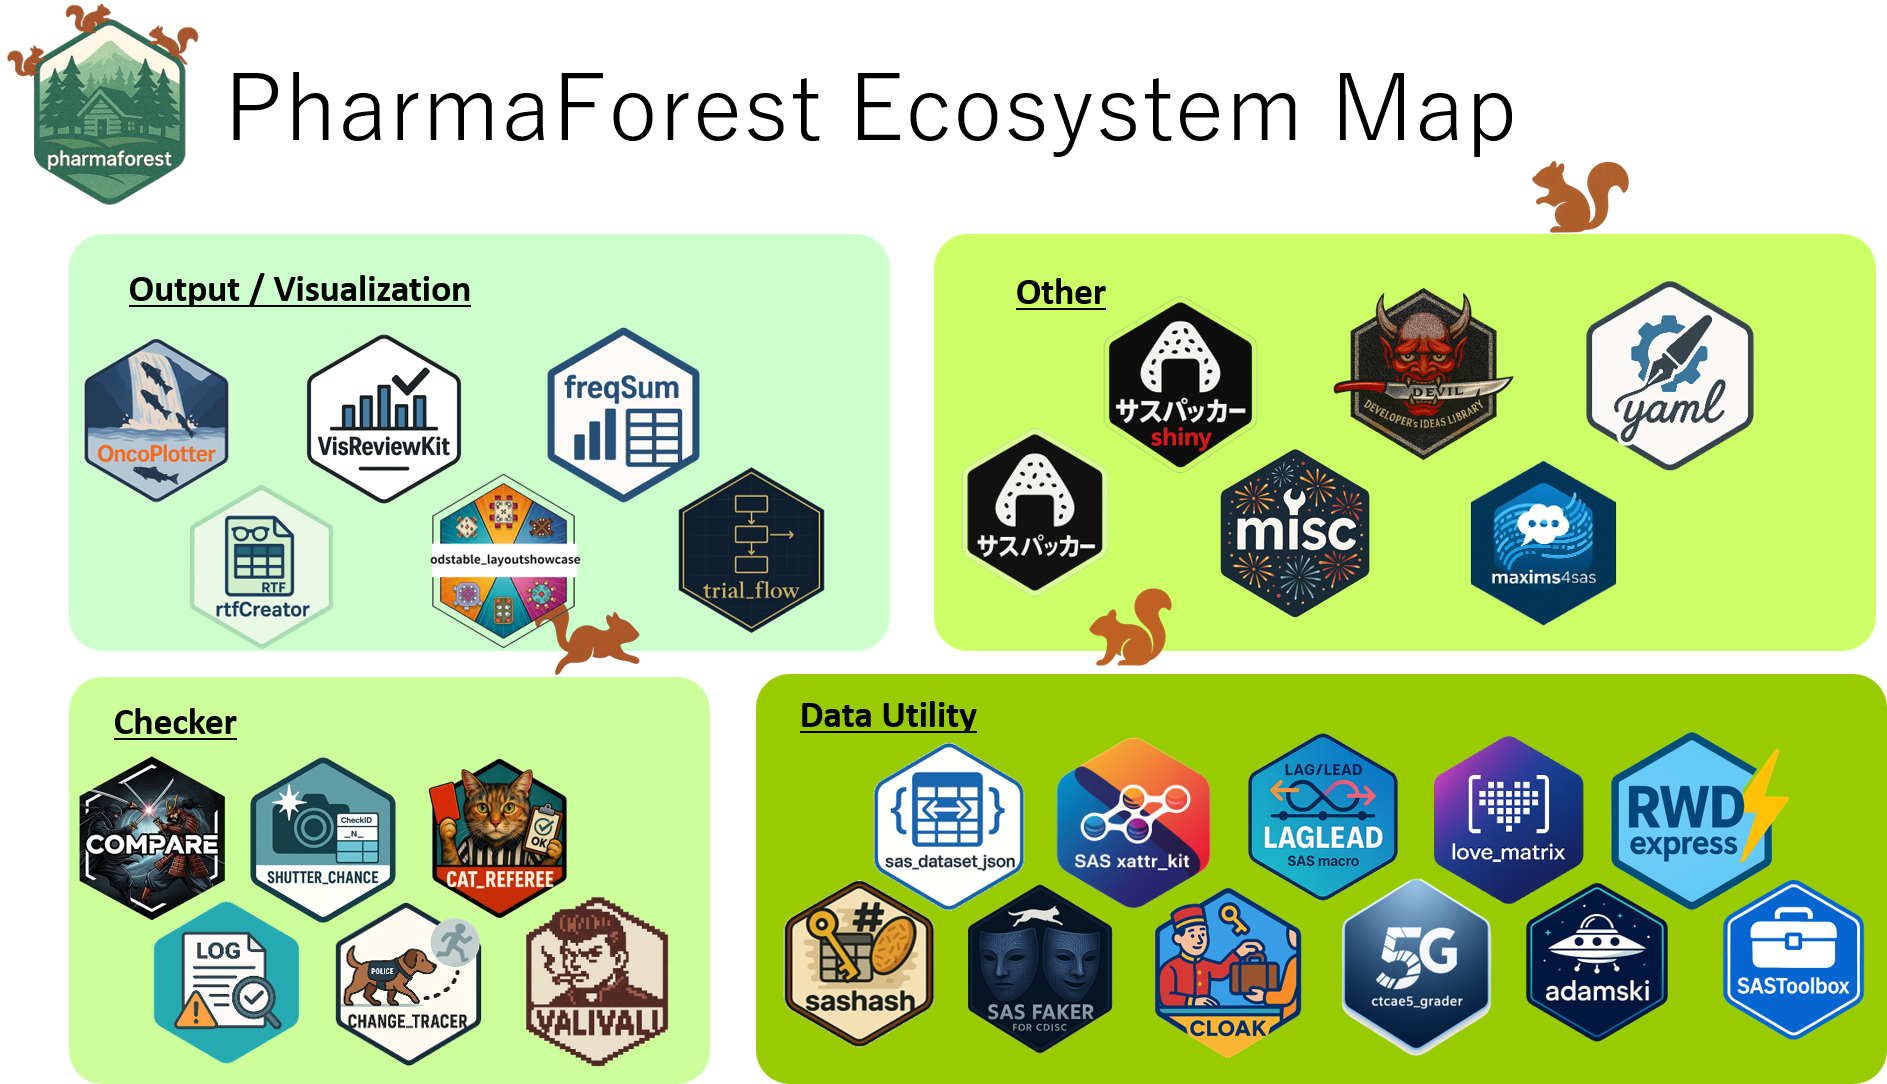 pharmaforest
PharmaForest Ecosystem Map
Output / Visualization
OncoPlotter
VisReviewKit
freqSum
RTF
rtfCreator
odstable_layoutshowcase
trial_flow
Other
サスパッカー
shiny
DEVIL
DEVELOPER's IDEAS LIBRARY
yaml
サスパッカー
misc
maxims4sas
Checker
COMPARE
CheckID
_N_
SHUTTER_CHANCE
OK
CAT_REFEREE
LOG
POLICE
CHANGE_TRACER
VALIVALI
Data Utility
sas_dataset_json
SAS xattr_kit
LAG/LEAD
LAGLEAD
SAS macro
love_matrix
RWD
express
#
sashash
SAS FAKER
FOR CDISC
CLOAK
5G
ctcae5_grader
adamski
SASToolbox